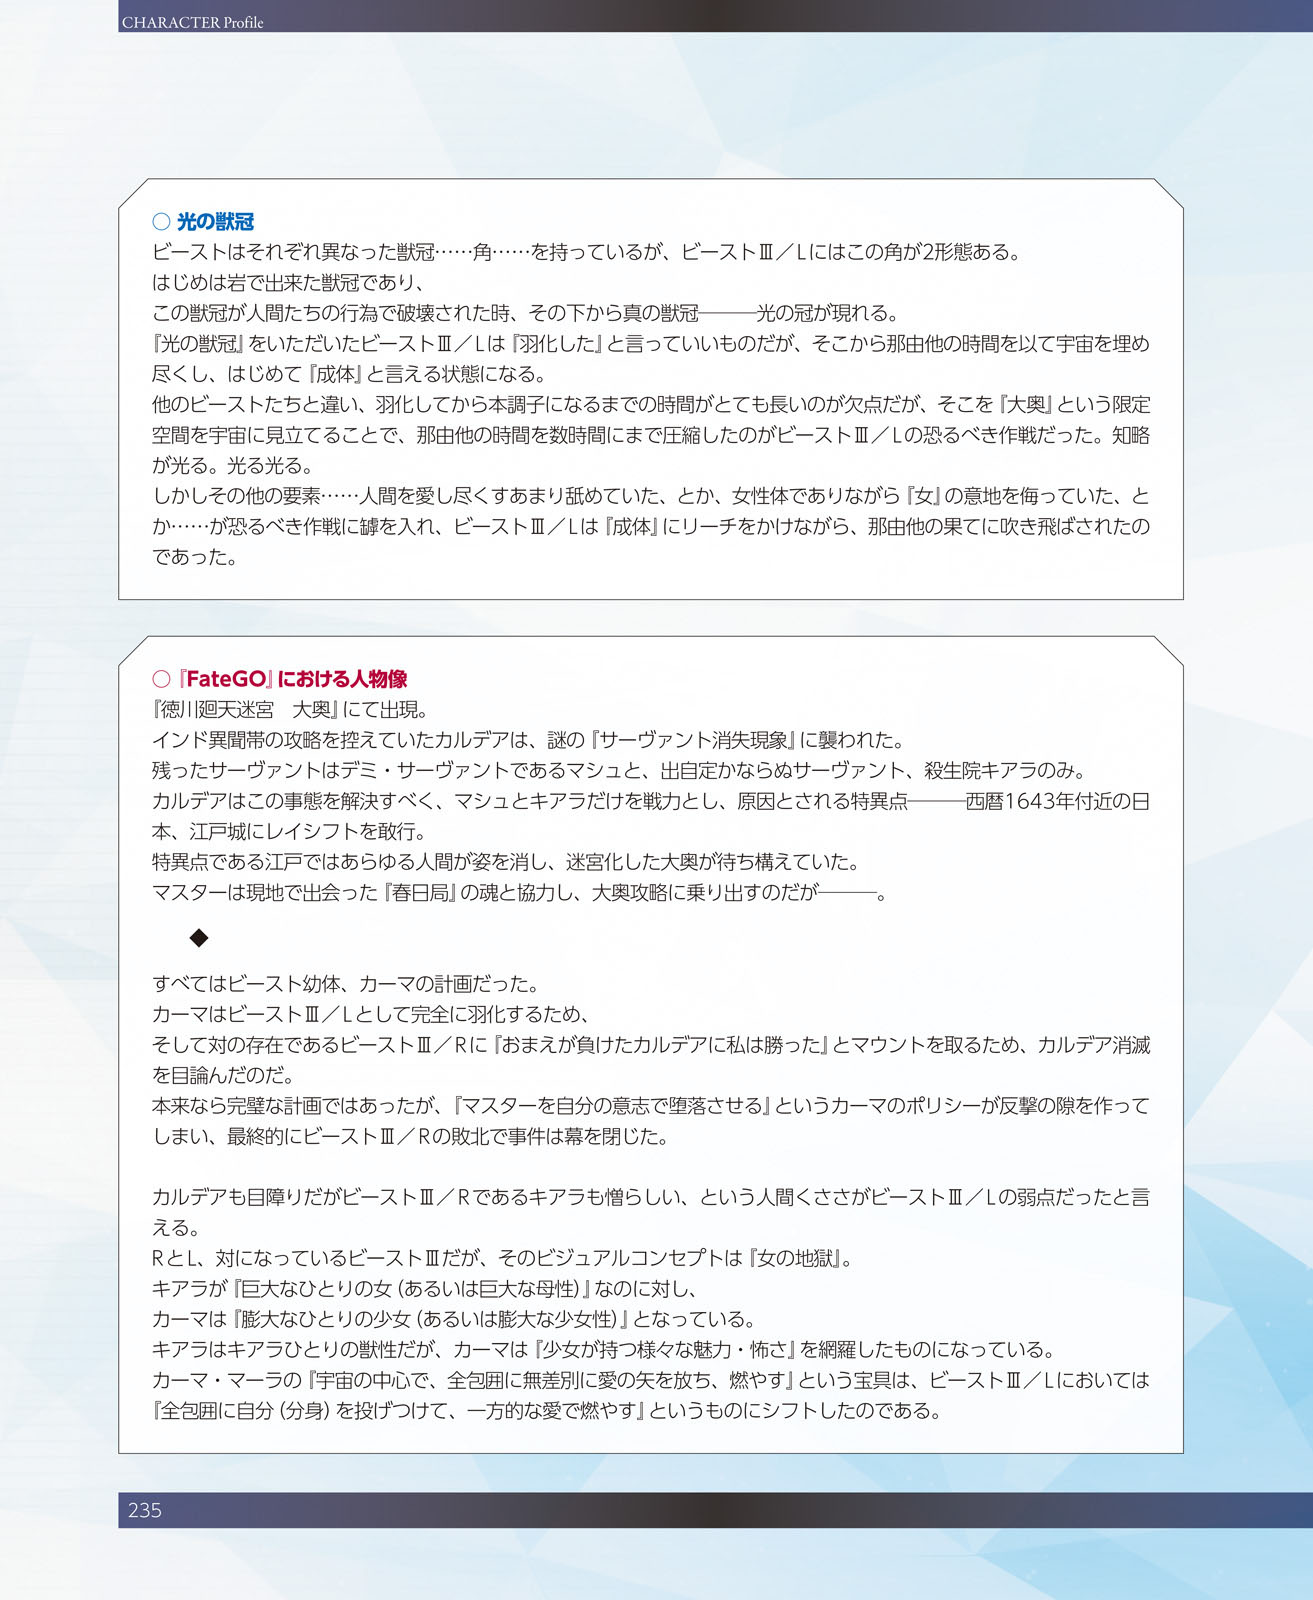 CHARACTER Profile
○ 光の獣冠
ビーストはそれぞれ異なった獣冠……角……を持っているが、ビーストⅢ／Lにはこの角が2形態ある。
はじめは岩で出来た獣冠であり、
この獣冠が人間たちの行為で破壊された時、その下から真の獣冠───光の冠が現れる。
『光の獣冠』をいただいたビーストⅢ／Lは『羽化した』と言っていいものだが、そこから那由他の時間を以て宇宙を埋め
尽くし、はじめて『成体』と言える状態になる。
他のビーストたちと違い、羽化してから本調子になるまでの時間がとても長いのが欠点だが、そこを『大奥』という限定
空間を宇宙に見立てることで、那由他の時間を数時間にまで圧縮したのがビーストⅢ／Lの恐るべき作戦だった。知略
が光る。光る光る。
しかしその他の要素……人間を愛し尽くすあまり舐めていた、とか、女性体でありながら『女』の意地を侮っていた、と
か……が恐るべき作戦に罅を入れ、ビーストⅢ／Lは『成体』にリーチをかけながら、那由他の果てに吹き飛ばされたの
であった。
○ 『FateGO』における人物像
『徳川廻天迷宮　大奥』にて出現。
インド異聞帯の攻略を控えていたカルデアは、謎の『サーヴァント消失現象』に襲われた。
残ったサーヴァントはデミ・サーヴァントであるマシュと、出自定かならぬサーヴァント、殺生院キアラのみ。
カルデアはこの事態を解決すべく、マシュとキアラだけを戦力とし、原因とされる特異点───西暦1643年付近の日
本、江戸城にレイシフトを敢行。
特異点である江戸ではあらゆる人間が姿を消し、迷宮化した大奥が待ち構えていた。
マスターは現地で出会った『春日局』の魂と協力し、大奥攻略に乗り出すのだが───。
◆
すべてはビースト幼体、カーマの計画だった。
カーマはビーストⅢ／Lとして完全に羽化するため、
そして対の存在であるビーストⅢ／Rに『おまえが負けたカルデアに私は勝った』とマウントを取るため、カルデア消滅
を目論んだのだ。
本来なら完璧な計画ではあったが、『マスターを自分の意志で堕落させる』というカーマのポリシーが反撃の隙を作って
しまい、最終的にビーストⅢ／Rの敗北で事件は幕を閉じた。
カルデアも目障りだがビーストⅢ／Rであるキアラも憎らしい、という人間くささがビーストⅢ／Lの弱点だったと言
える。
RとL、対になっているビーストⅢだが、そのビジュアルコンセプトは『女の地獄』。
キアラが『巨大なひとりの女（あるいは巨大な母性）』なのに対し、
カーマは『膨大なひとりの少女（あるいは膨大な少女性）』となっている。
キアラはキアラひとりの獣性だが、カーマは『少女が持つ様々な魅力・怖さ』を網羅したものになっている。
カーマ・マーラの『宇宙の中心で、全包囲に無差別に愛の矢を放ち、燃やす』という宝具は、ビーストⅢ／Lにおいては
『全包囲に自分（分身）を投げつけて、一方的な愛で燃やす』というものにシフトしたのである。
235